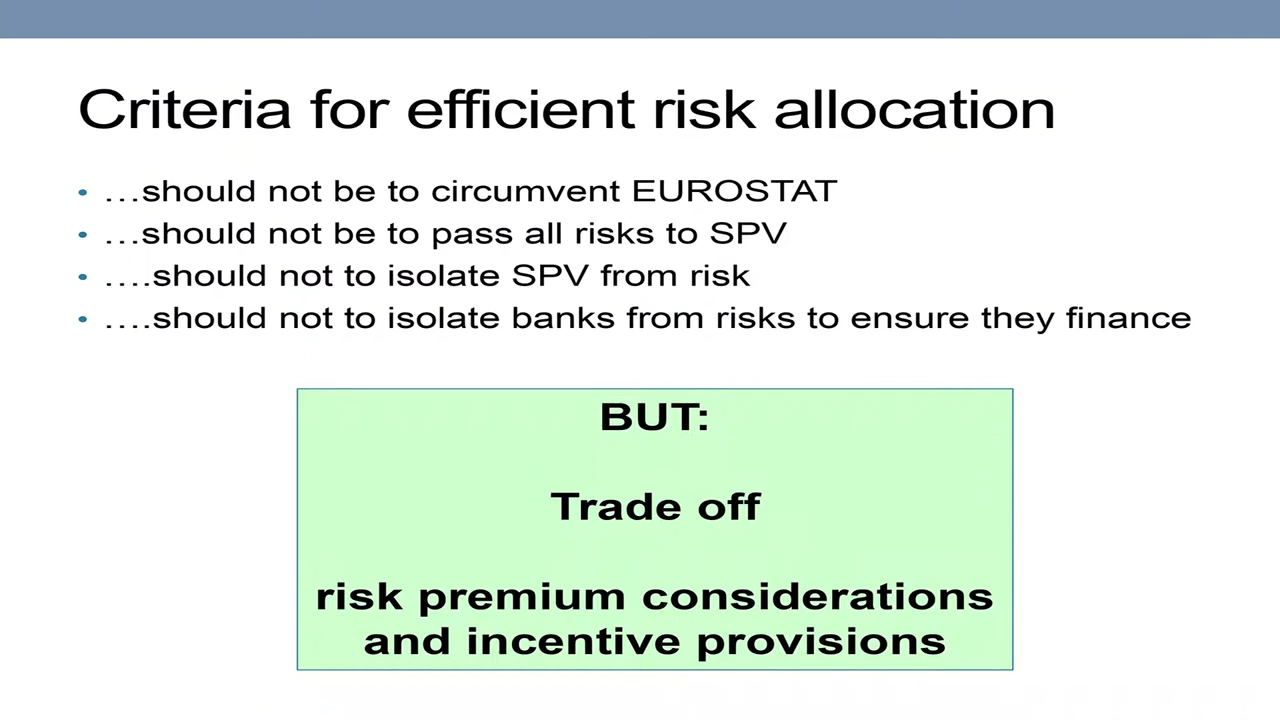 Criteria for efficient risk allocation
• …should not be to circumvent EUROSTAT
• …should not be to pass all risks to SPV
• ….should not to isolate SPV from risk
• ….should not to isolate banks from risks to ensure they finance
BUT:
Trade off
risk premium considerations
and incentive provisions